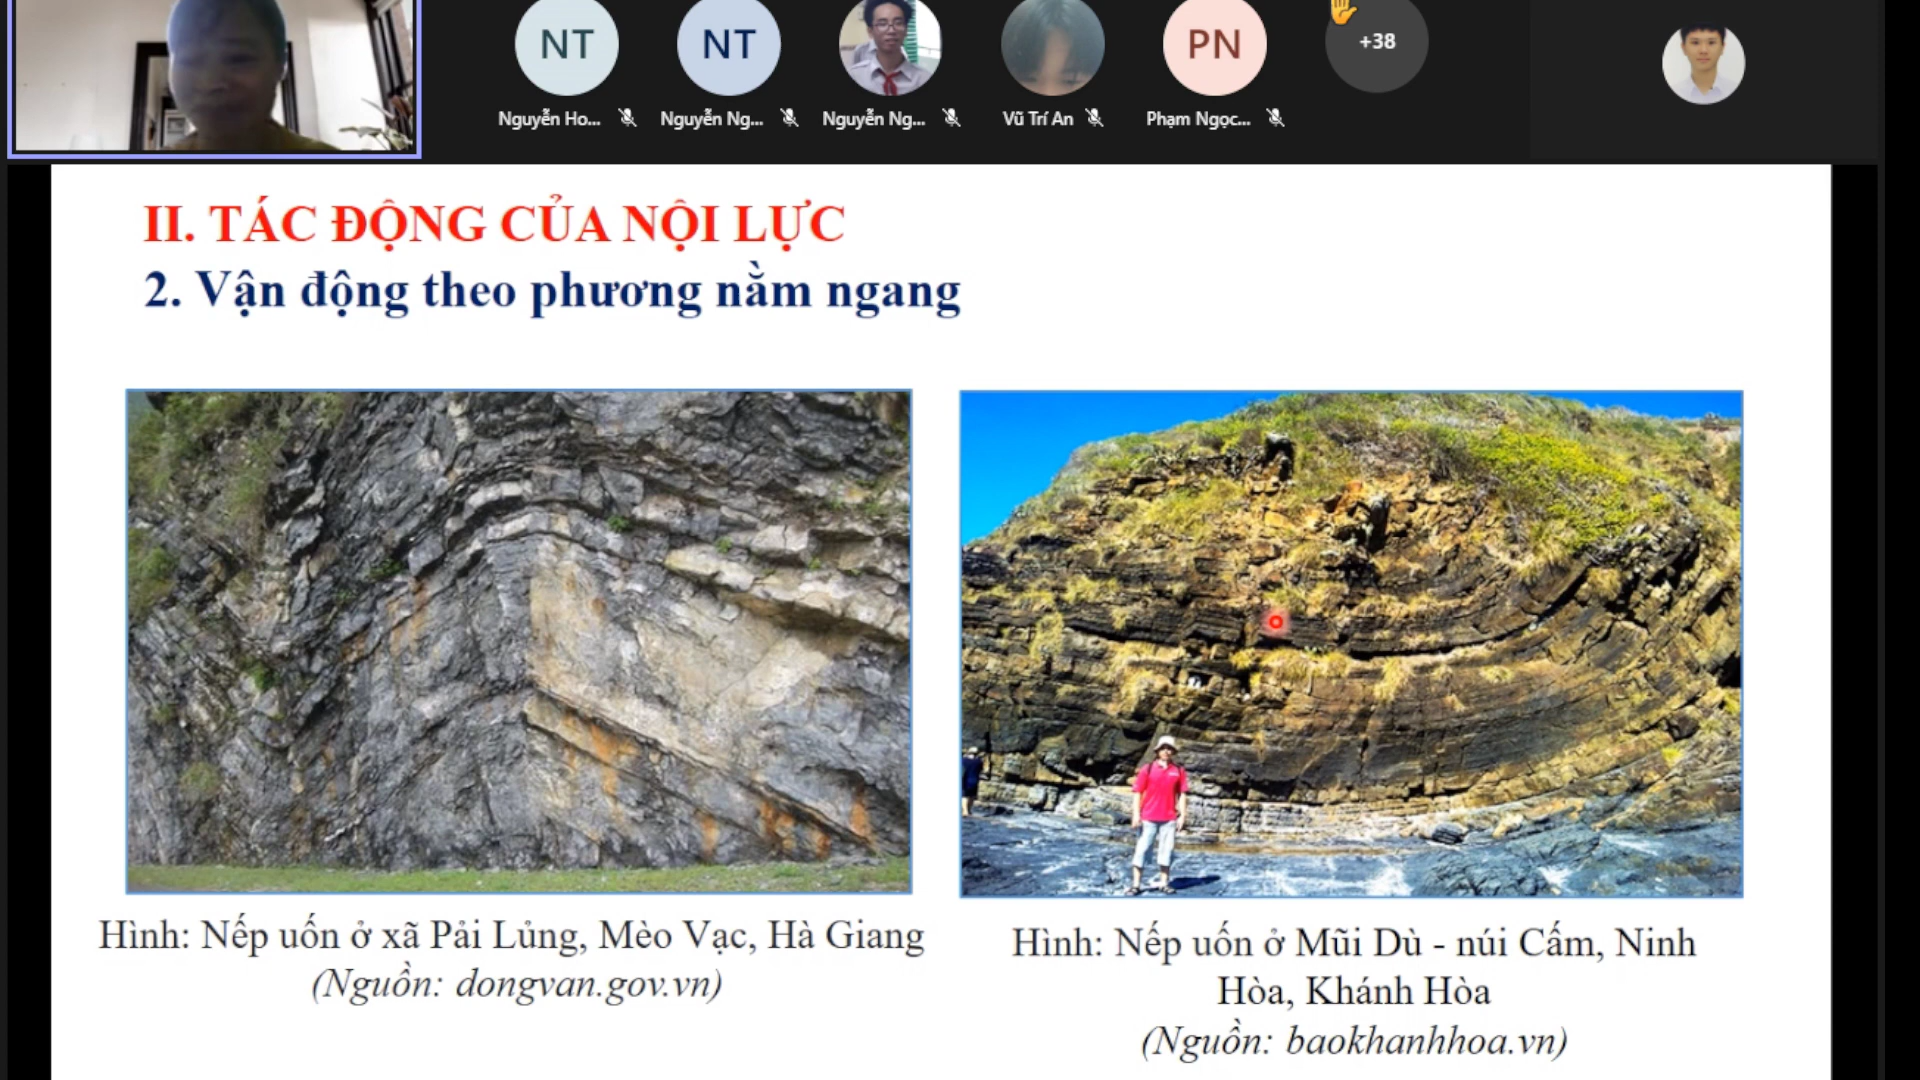 NT
NT
PN
+38
Nguyễn Ho...
Nguyễn Ng...
Nguyễn Ng...
Vũ Trí An
Phạm Ngọc...
II. TÁC ĐỘNG CỦA NỘI LỰC
2. Vận động theo phương nằm ngang
Hình: Nếp uốn ở xã Pải Lủng, Mèo Vạc, Hà Giang
(Nguồn: dongvan.gov.vn)
Hình: Nếp uốn ở Mũi Dù - núi Cấm, Ninh
Hòa, Khánh Hòa
(Nguồn: baokhanhhoa.vn)